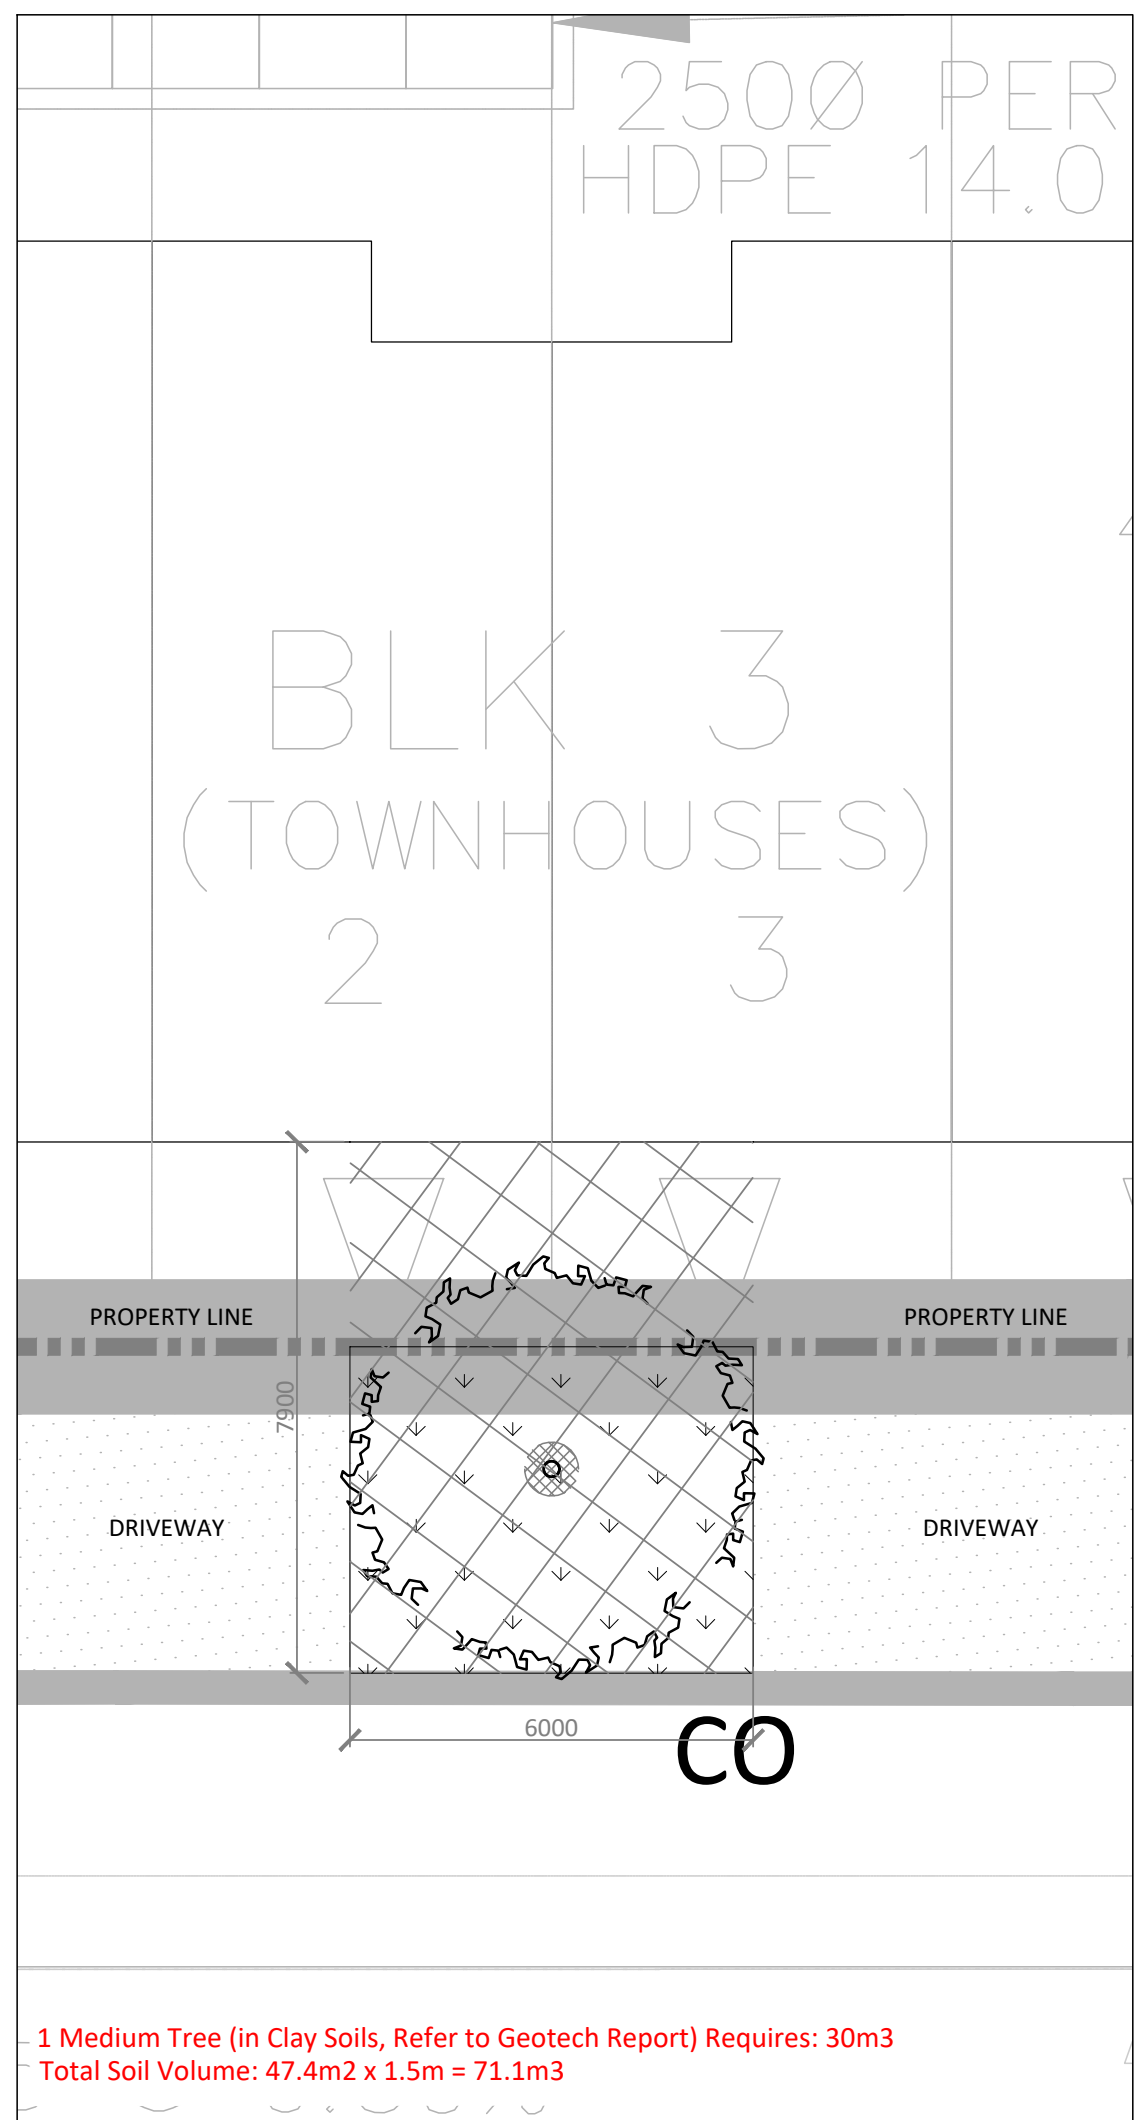 250Ø PER
HDPE 14.0
BLK 3
(TOWNHOUSES)
2 3
PROPERTY LINE PROPERTY LINE
7900
DRIVEWAY DRIVEWAY
6000
CO
1 Medium Tree (in Clay Soils, Refer to Geotech Report) Requires: 30m3
Total Soil Volume: 47.4m2 x 1.5m = 71.1m3